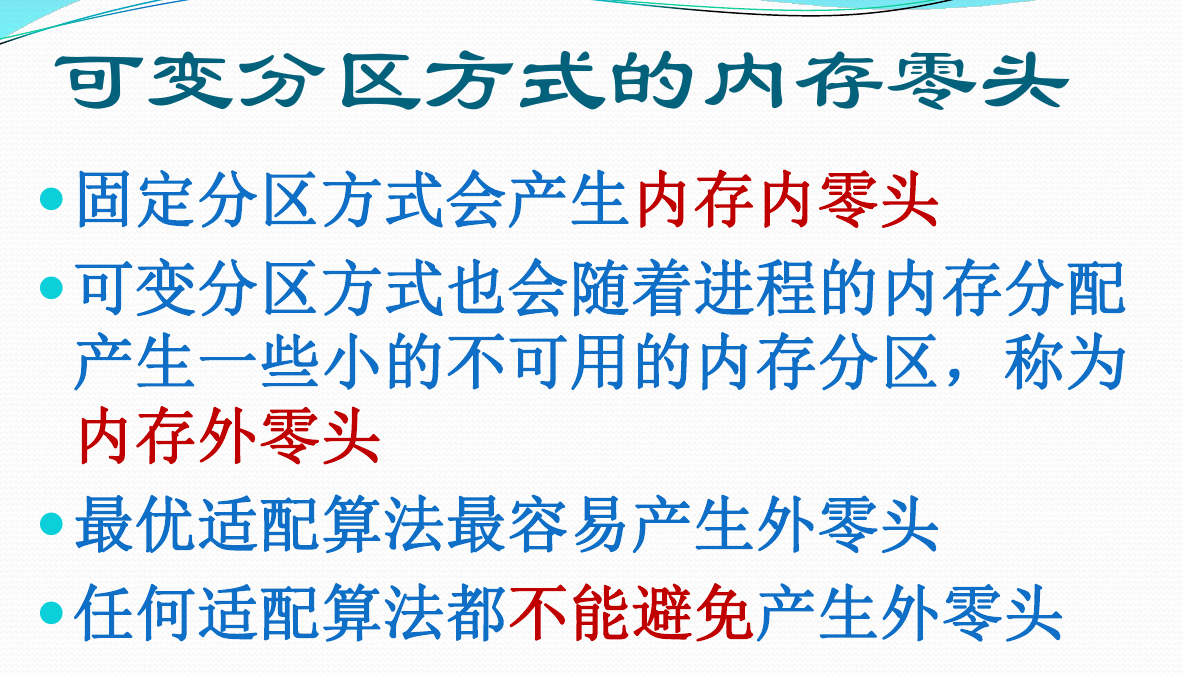 可变分区方式的内存零头
•固定分区方式会产生内存内零头
•可变分区方式也会随着进程的内存分配
产生一些小的不可用的内存分区，称为
内存外零头
•最优适配算法最容易产生外零头
•任何适配算法都不能避免产生外零头